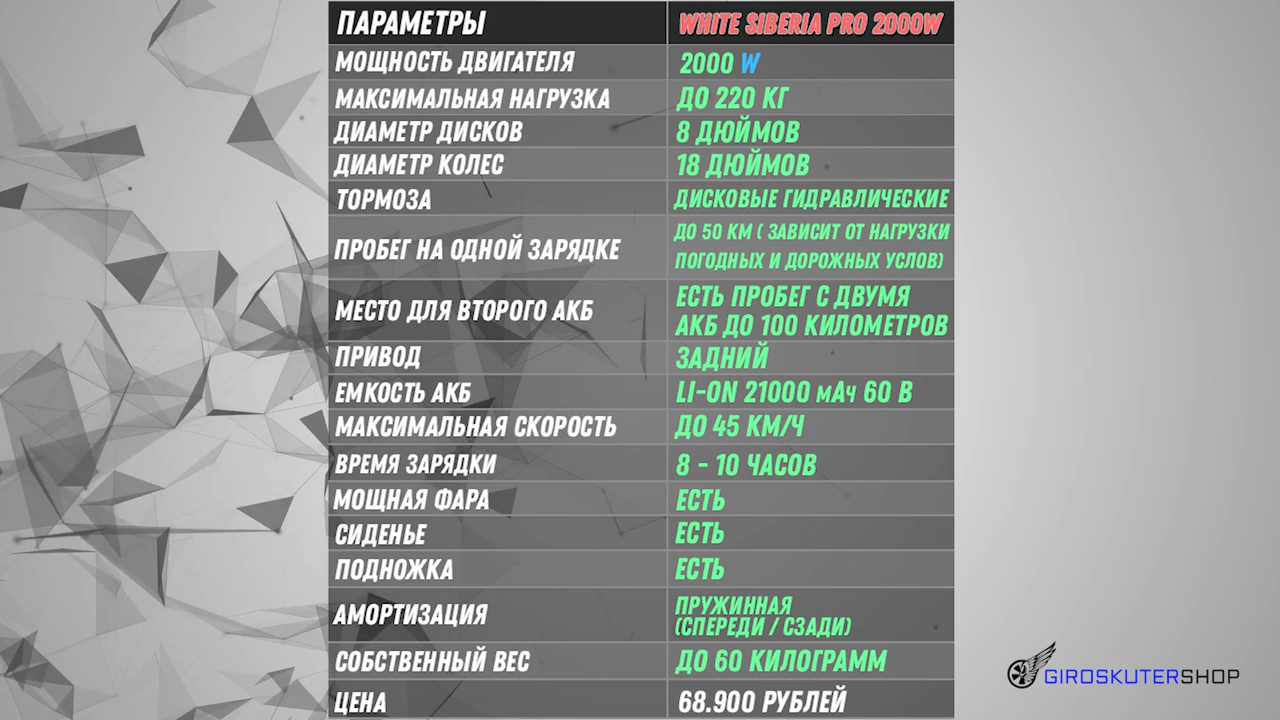 ПАРАМЕТРЫ WHITE SIBERIA PRO 2000W
МОЩНОСТЬ ДВИГАТЕЛЯ 2000 W
МАКСИМАЛЬНАЯ НАГРУЗКА ДО 220 КГ
ДИАМЕТР ДИСКОВ 8 ДЮЙМОВ
ДИАМЕТР КОЛЕС 18 ДЮЙМОВ
ТОРМОЗА ДИСКОВЫЕ ГИДРАВЛИЧЕСКИЕ
ПРОБЕГ НА ОДНОЙ ЗАРЯДКЕ ДО 50 КМ ( ЗАВИСИТ ОТ НАГРУЗКИ
ПОГОДНЫХ И ДОРОЖНЫХ УСЛОВ)
МЕСТО ДЛЯ ВТОРОГО АКБ ЕСТЬ ПРОБЕГ С ДВУМЯ
АКБ ДО 100 КИЛОМЕТРОВ
ПРИВОД ЗАДНИЙ
ЕМКОСТЬ АКБ LI-ON 21000 мАч 60 В
МАКСИМАЛЬНАЯ СКОРОСТЬ ДО 45 КМ/Ч
ВРЕМЯ ЗАРЯДКИ 8 - 10 ЧАСОВ
МОЩНАЯ ФАРА ЕСТЬ
СИДЕНЬЕ ЕСТЬ
ПОДНОЖКА ЕСТЬ
АМОРТИЗАЦИЯ ПРУЖИННАЯ
(СПЕРЕДИ / СЗАДИ)
СОБСТВЕННЫЙ ВЕС ДО 60 КИЛОГРАММ
ЦЕНА 68.900 РУБЛЕЙ
GIROSKUTERSHOP